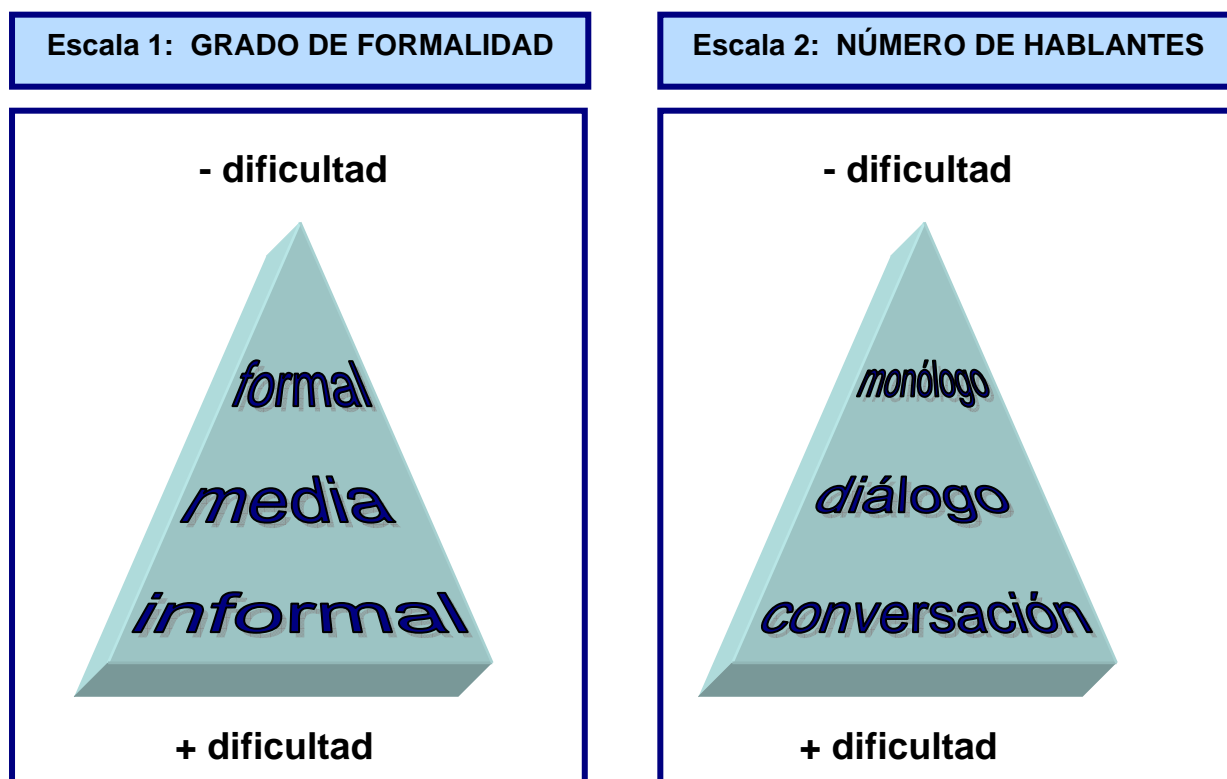 Escala 1: GRADO DE FORMALIDAD
- dificultad
formal
media
informal
+ dificultad
Escala 2: NÚMERO DE HABLANTES
- dificultad
monólogo
diálogo
conversación
+ dificultad